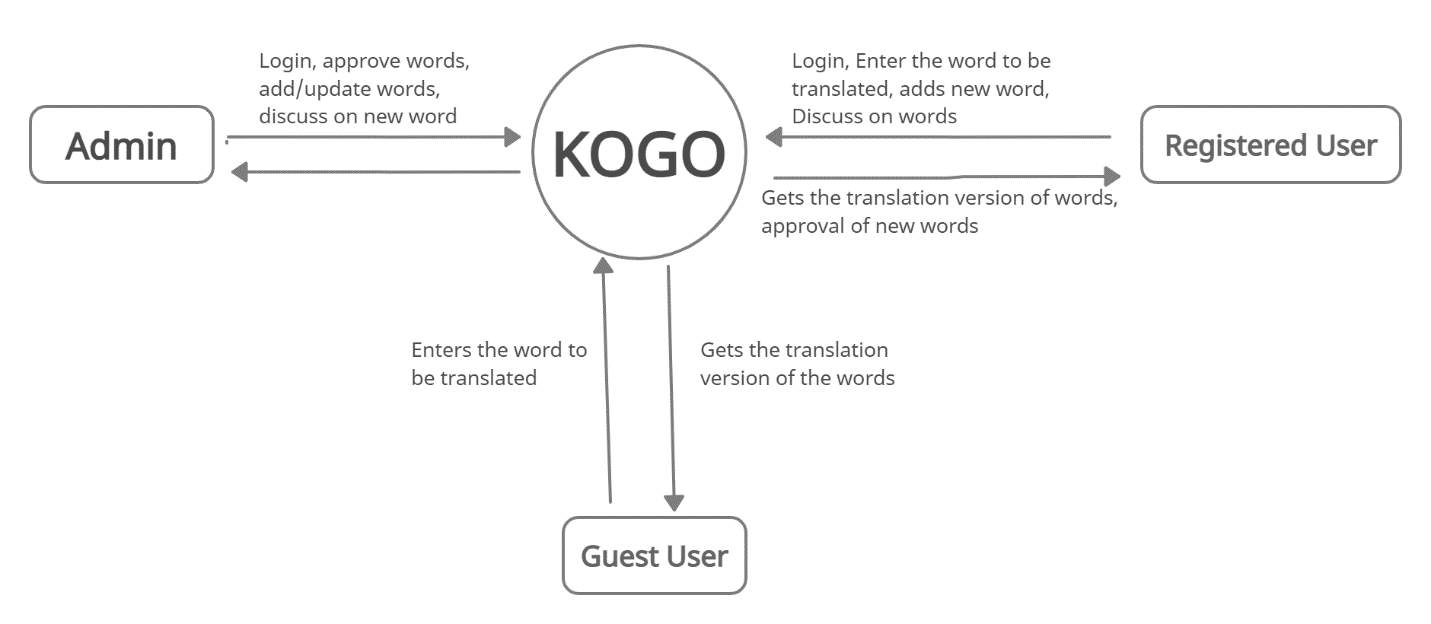 Login, approve words,
add/update words,
discuss on new word
Admin
KOGO
Login, Enter the word to be
translated, adds new word,
Discuss on words
Registered User
Gets the translation version of words,
approval of new words
Enters the word to
be translated
Gets the translation
version of the words
Guest User